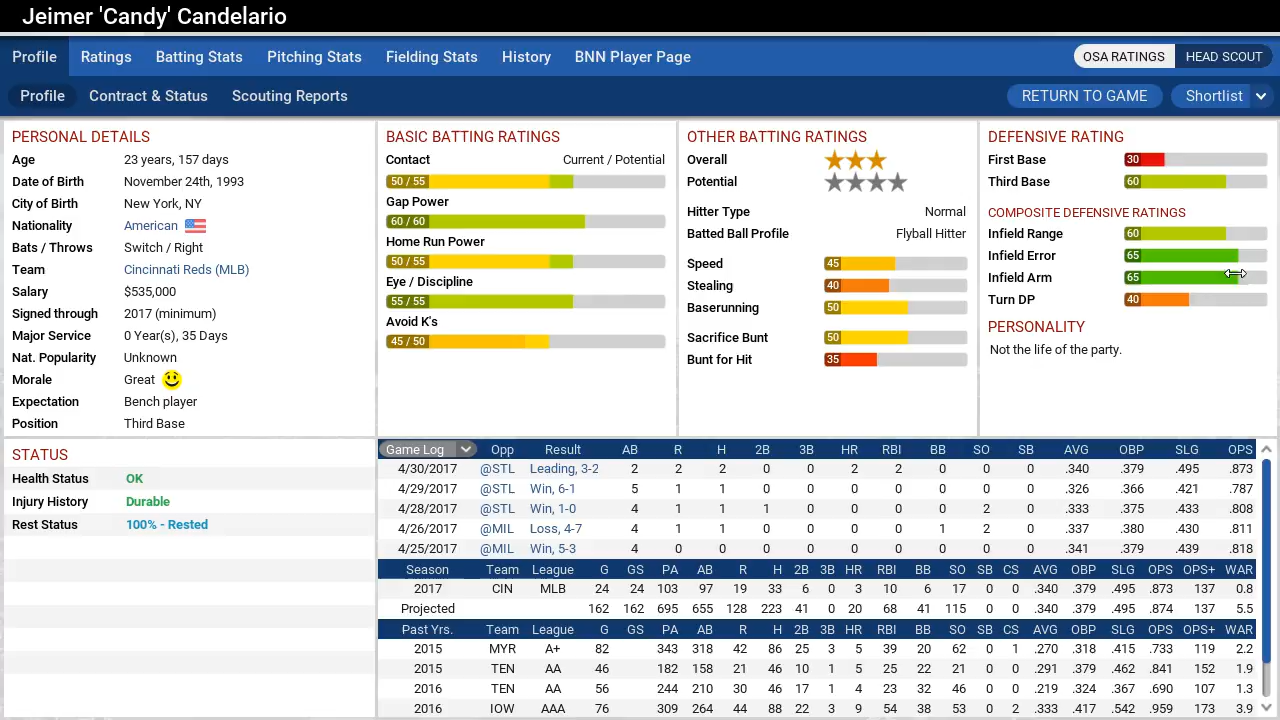 Jeimer 'Candy' Candelario
Profile Ratings Batting Stats Pitching Stats Fielding Stats History BNN Player Page OSA RATINGS HEAD SCOUT
Profile Contract & Status Scouting Reports RETURN TO GAME Shortlist
PERSONAL DETAILS
Age 23 years, 157 days
Date of Birth November 24th, 1993
City of Birth New York, NY
Nationality American
Bats / Throws Switch / Right
Team Cincinnati Reds (MLB)
Salary $535,000
Signed through 2017 (minimum)
Major Service 0 Year(s), 35 Days
Nat. Popularity Unknown
Morale Great
Expectation Bench player
Position Third Base
BASIC BATTING RATINGS
Contact Current / Potential
50 / 55
Gap Power
60 / 60
Home Run Power
50 / 55
Eye / Discipline
55 / 55
Avoid K's
45 / 50
OTHER BATTING RATINGS
Overall
Potential
Hitter Type Normal
Batted Ball Profile Flyball Hitter
Speed 45
Stealing 40
Baserunning 50
Sacrifice Bunt 50
Bunt for Hit 35
DEFENSIVE RATING
First Base 30
Third Base 60
COMPOSITE DEFENSIVE RATINGS
Infield Range 60
Infield Error 65
Infield Arm 65
Turn DP 40
PERSONALITY
Not the life of the party.
STATUS
Health Status OK
Injury History Durable
Rest Status 100% - Rested
Game Log Opp Result AB R H 2B 3B HR RBI BB SO SB AVG OBP SLG OPS
4/30/2017 @STL Leading, 3-2 2 2 2 0 0 2 2 0 0 0 .340 .379 .495 .873
4/29/2017 @STL Win, 6-1 5 1 1 0 0 0 0 0 0 0 .326 .366 .421 .787
4/28/2017 @STL Win, 1-0 4 1 1 1 0 0 0 0 2 0 .333 .375 .433 .808
4/26/2017 @MIL Loss, 4-7 4 1 1 0 0 0 0 1 2 0 .337 .380 .430 .811
4/25/2017 @MIL Win, 5-3 4 0 0 0 0 0 0 0 0 0 .341 .379 .439 .818
Season Team League G GS PA AB R H 2B 3B HR RBI BB SO SB CS AVG OBP SLG OPS OPS+ WAR
2017 CIN MLB 24 24 103 97 19 33 6 0 3 10 6 17 0 0 .340 .379 .495 .873 137 0.8
Projected 162 162 695 655 128 223 41 0 20 68 41 115 0 0 .340 .379 .495 .874 137 5.5
Past Yrs. Team League G GS PA AB R H 2B 3B HR RBI BB SO SB CS AVG OBP SLG OPS OPS+ WAR
2015 MYR A+ 82 343 318 42 86 25 3 5 39 20 62 0 1 .270 .318 .415 .733 119 2.2
2015 TEN AA 46 182 158 21 46 10 1 5 25 22 21 0 0 .291 .379 .462 .841 152 1.9
2016 TEN AA 56 244 210 30 46 17 1 4 23 32 46 0 0 .219 .324 .367 .690 107 1.3
2016 IOW AAA 76 309 264 44 88 22 3 9 54 38 53 0 2 .333 .417 .542 .959 173 3.9